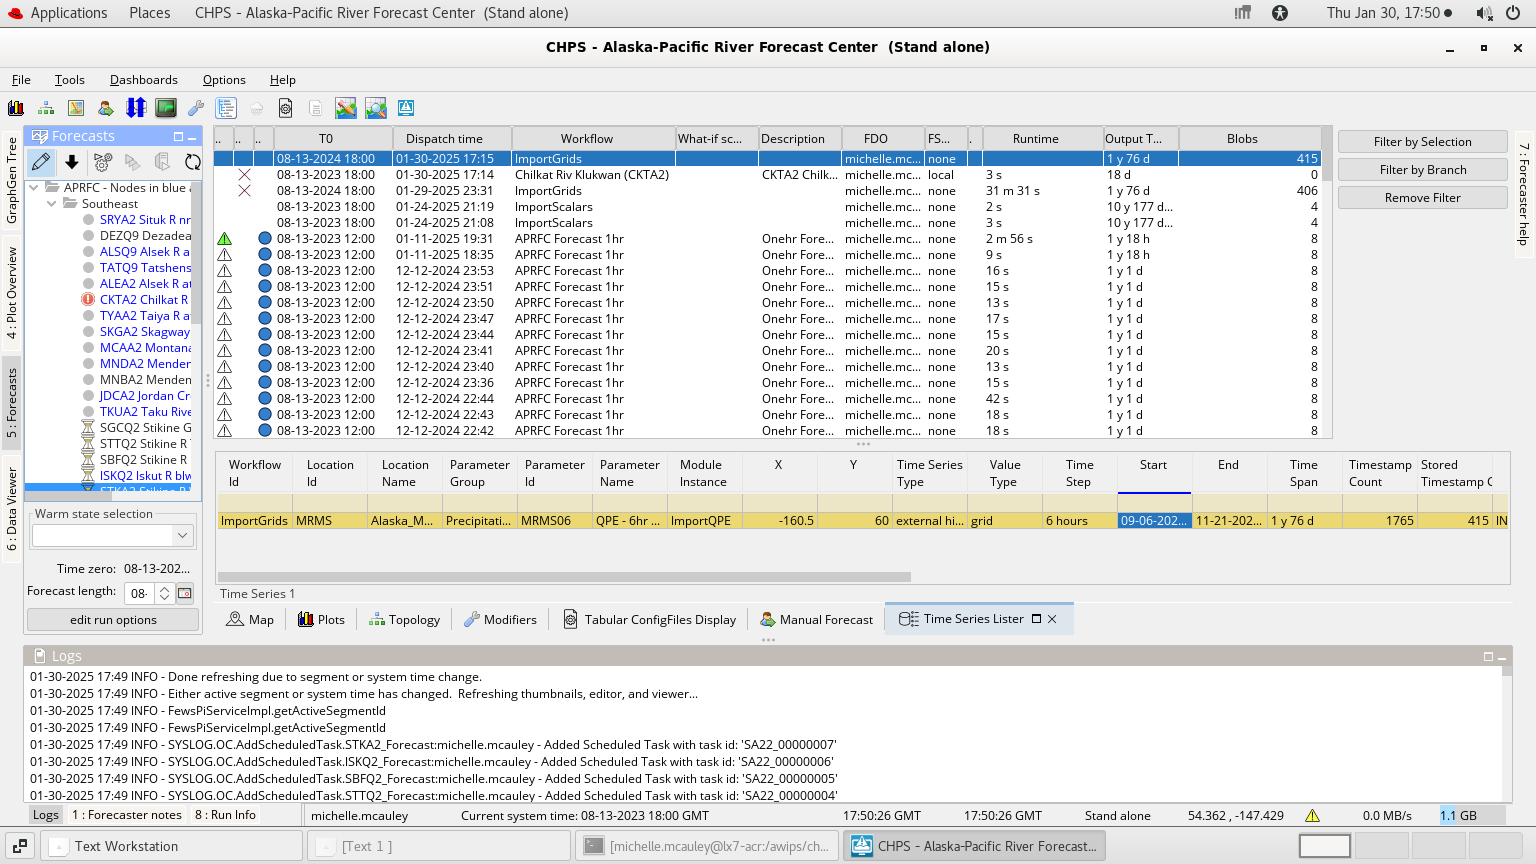 Applications Places CHPS - Alaska-Pacific River Forecast Center (Stand alone) Thu Jan 30, 17:50
CHPS - Alaska-Pacific River Forecast Center (Stand alone)
File Tools Dashboards Options Help
GraphGen Tree
4 : Plot Overview
5 : Forecasts
6 : Data Viewer
Forecasts
APRFC - Nodes in blue a
Southeast
SRYA2 Situk R nr
DEZQ9 Dezadea
ALSQ9 Alsek R a
TATQ9 Tatshens
ALEA2 Alsek R at
CKTA2 Chilkat R
TYAA2 Taiya R a
SKGA2 Skagway
MCAA2 Montana
MNDA2 Menden
MNBA2 Menden
JDCA2 Jordan Cr
TKUA2 Taku Rive
SGCQ2 Stikine G
STTQ2 Stikine R
SBFQ2 Stikine R
ISKQ2 Iskut R blw
STKA2 Stikine R
Warm state selection
Time zero: 08-13-202...
Forecast length: 08-
edit run options
.. .. .. T0 Dispatch time Workflow What-if sc... Description FDO FS... . Runtime Output T... Blobs
08-13-2024 18:00 01-30-2025 17:15 ImportGrids michelle.mc... none 1 y 76 d 415
08-13-2023 18:00 01-30-2025 17:14 Chilkat Riv Klukwan (CKTA2) CKTA2 Chilk... michelle.mc... local 3 s 18 d 0
08-13-2024 18:00 01-29-2025 23:31 ImportGrids michelle.mc... none 31 m 31 s 1 y 76 d 406
08-13-2023 18:00 01-24-2025 21:19 ImportScalars michelle.mc... none 2 s 10 y 177 d... 4
08-13-2023 18:00 01-24-2025 21:08 ImportScalars michelle.mc... none 3 s 10 y 177 d... 4
08-13-2023 12:00 01-11-2025 19:31 APRFC Forecast 1hr Onehr Fore... michelle.mc... none 2 m 56 s 1 y 18 h 8
08-13-2023 12:00 01-11-2025 18:35 APRFC Forecast 1hr Onehr Fore... michelle.mc... none 9 s 1 y 18 h 8
08-13-2023 12:00 12-12-2024 23:53 APRFC Forecast 1hr Onehr Fore... michelle.mc... none 16 s 1 y 1 d 8
08-13-2023 12:00 12-12-2024 23:51 APRFC Forecast 1hr Onehr Fore... michelle.mc... none 15 s 1 y 1 d 8
08-13-2023 12:00 12-12-2024 23:50 APRFC Forecast 1hr Onehr Fore... michelle.mc... none 13 s 1 y 1 d 8
08-13-2023 12:00 12-12-2024 23:47 APRFC Forecast 1hr Onehr Fore... michelle.mc... none 17 s 1 y 1 d 8
08-13-2023 12:00 12-12-2024 23:44 APRFC Forecast 1hr Onehr Fore... michelle.mc... none 15 s 1 y 1 d 8
08-13-2023 12:00 12-12-2024 23:41 APRFC Forecast 1hr Onehr Fore... michelle.mc... none 20 s 1 y 1 d 8
08-13-2023 12:00 12-12-2024 23:40 APRFC Forecast 1hr Onehr Fore... michelle.mc... none 13 s 1 y 1 d 8
08-13-2023 12:00 12-12-2024 23:36 APRFC Forecast 1hr Onehr Fore... michelle.mc... none 15 s 1 y 1 d 8
08-13-2023 12:00 12-12-2024 22:44 APRFC Forecast 1hr Onehr Fore... michelle.mc... none 42 s 1 y 1 d 8
08-13-2023 12:00 12-12-2024 22:43 APRFC Forecast 1hr Onehr Fore... michelle.mc... none 18 s 1 y 1 d 8
08-13-2023 12:00 12-12-2024 22:42 APRFC Forecast 1hr Onehr Fore... michelle.mc... none 18 s 1 y 1 d 8
Filter by Selection
Filter by Branch
Remove Filter
7 : Forecaster help
Workflow Location Location Parameter Parameter Parameter Module X Y Time Series Value Time Start End Time Timestamp Stored
Id Id Name Group Id Name Instance Type Type Step Span Count Timestamp C
ImportGrids MRMS Alaska_M... Precipitati... MRMS06 QPE - 6hr ... ImportQPE -160.5 60 external hi... grid 6 hours 09-06-202... 11-21-202... 1 y 76 d 1765 415 IN
Time Series 1
Map Plots Topology Modifiers Tabular ConfigFiles Display Manual Forecast Time Series Lister
Logs
01-30-2025 17:49 INFO - Done refreshing due to segment or system time change.
01-30-2025 17:49 INFO - Either active segment or system time has changed. Refreshing thumbnails, editor, and viewer...
01-30-2025 17:49 INFO - FewsPiServiceImpl.getActiveSegmentId
01-30-2025 17:49 INFO - FewsPiServiceImpl.getActiveSegmentId
01-30-2025 17:49 INFO - SYSLOG.OC.AddScheduledTask.STKA2_Forecast:michelle.mcauley - Added Scheduled Task with task id: 'SA22_00000007'
01-30-2025 17:49 INFO - SYSLOG.OC.AddScheduledTask.ISKQ2_Forecast:michelle.mcauley - Added Scheduled Task with task id: 'SA22_00000006'
01-30-2025 17:49 INFO - SYSLOG.OC.AddScheduledTask.SBFQ2_Forecast:michelle.mcauley - Added Scheduled Task with task id: 'SA22_00000005'
01-30-2025 17:49 INFO - SYSLOG.OC.AddScheduledTask.STTQ2_Forecast:michelle.mcauley - Added Scheduled Task with task id: 'SA22_00000004'
Logs 1 : Forecaster notes 8 : Run Info michelle.mcauley Current system time: 08-13-2023 18:00 GMT 17:50:26 GMT 17:50:26 GMT Stand alone 54.362 , -147.429 0.0 MB/s 1.1 GB
Text Workstation [Text 1 ] [michelle.mcauley@lx7-acr:/awips/ch... CHPS - Alaska-Pacific River Forecast...